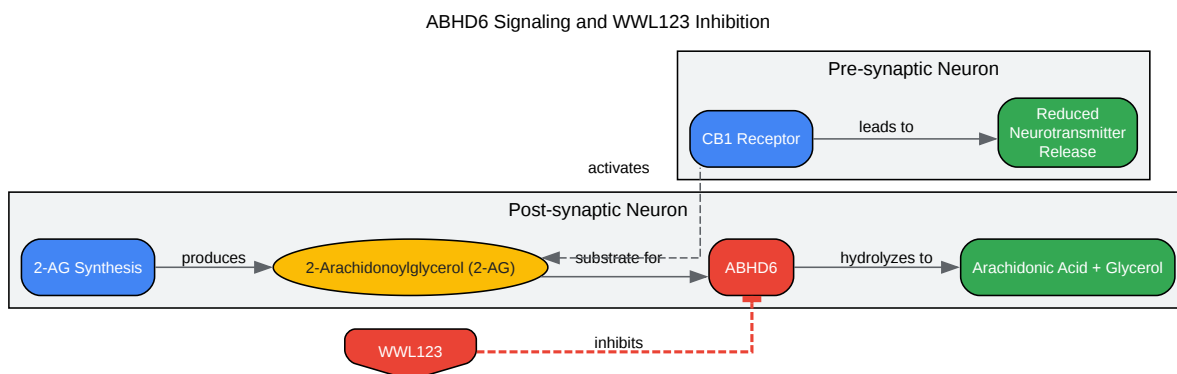 ABHD6 Signaling and WWL123 Inhibition
Pre-synaptic Neuron
CB1 Receptor
leads to
Reduced
Neurotransmitter
Release
activates
Post-synaptic Neuron
2-AG Synthesis
produces
2-Arachidonoylglycerol (2-AG)
substrate for
ABHD6
hydrolyzes to
Arachidonic Acid + Glycerol
WWL123
inhibits